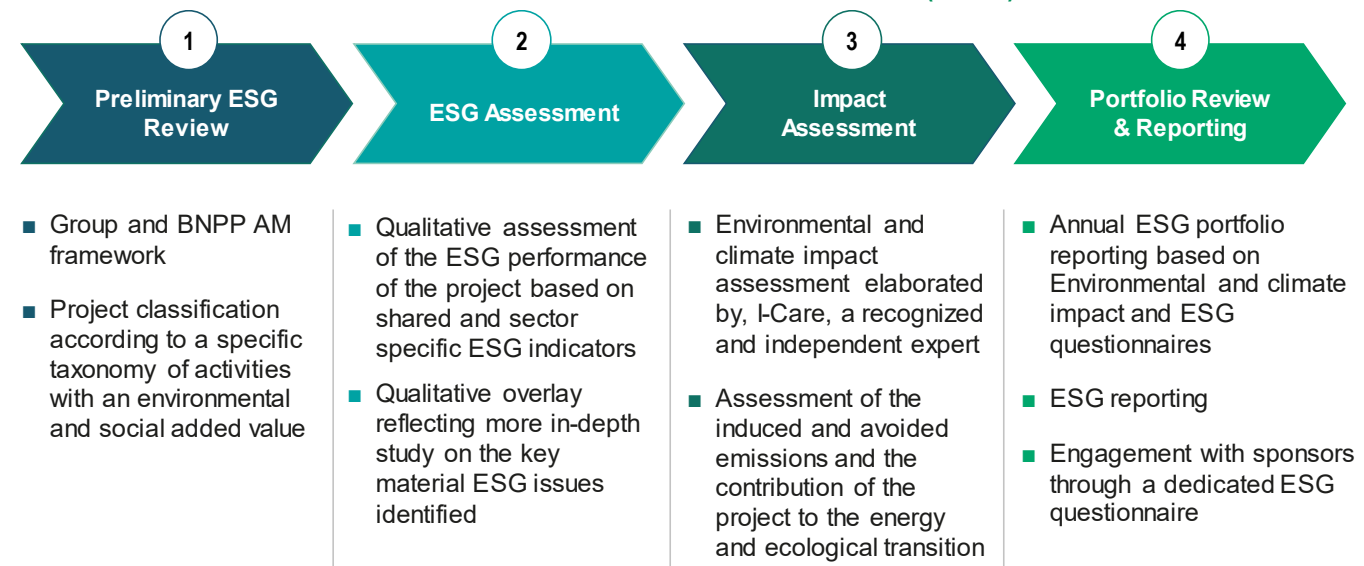 1
Preliminary ESG
Review
2
ESG Assessment
3
Impact
Assessment
4
Portfolio Review
& Reporting
■ Group and BNPP AM
framework
■ Project classification
according to a specific
taxonomy of activities
with an environmental
and social added value
■ Qualitative assessment
of the ESG performance
of the project based on
shared and sector
specific ESG indicators
■ Qualitative overlay
reflecting more in-depth
study on the key
material ESG issues
identified
■ Environmental and
climate impact
assessment elaborated
by, I-Care, a recognized
and independent expert
■ Assessment of the
induced and avoided
emissions and the
contribution of the
project to the energy
and ecological transition
■ Annual ESG portfolio
reporting based on
Environmental and climate
impact and ESG
questionnaires
■ ESG reporting
■ Engagement with sponsors
through a dedicated ESG
questionnaire